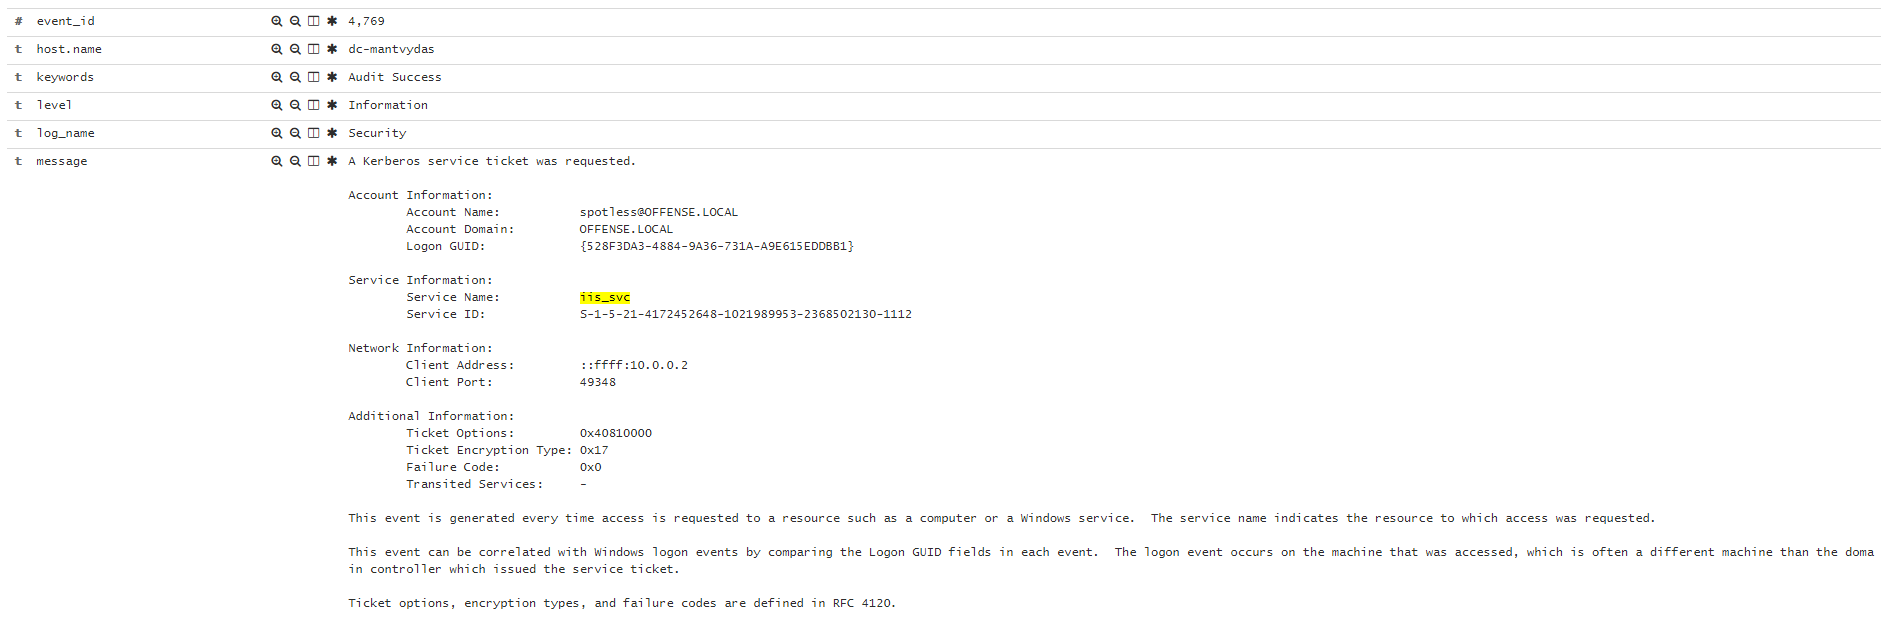 # event_id 4,769
t host.name dc-mantvydas
t keywords Audit Success
t level Information
t log_name Security
t message A Kerberos service ticket was requested.
Account Information:
Account Name: spotless@OFFENSE.LOCAL
Account Domain: OFFENSE.LOCAL
Logon GUID: {528F3DA3-4884-9A36-731A-A9E615EDDBB1}
Service Information:
Service Name: iis_svc
Service ID: S-1-5-21-4172452648-1021989953-2368502130-1112
Network Information:
Client Address: ::ffff:10.0.0.2
Client Port: 49348
Additional Information:
Ticket Options: 0x40810000
Ticket Encryption Type: 0x17
Failure Code: 0x0
Transited Services: -
This event is generated every time access is requested to a resource such as a computer or a Windows service.  The service name indicates the resource to which access was requested.
This event can be correlated with Windows logon events by comparing the Logon GUID fields in each event.  The logon event occurs on the machine that was accessed, which is often a different machine than the doma
in controller which issued the service ticket.
Ticket options, encryption types, and failure codes are defined in RFC 4120.